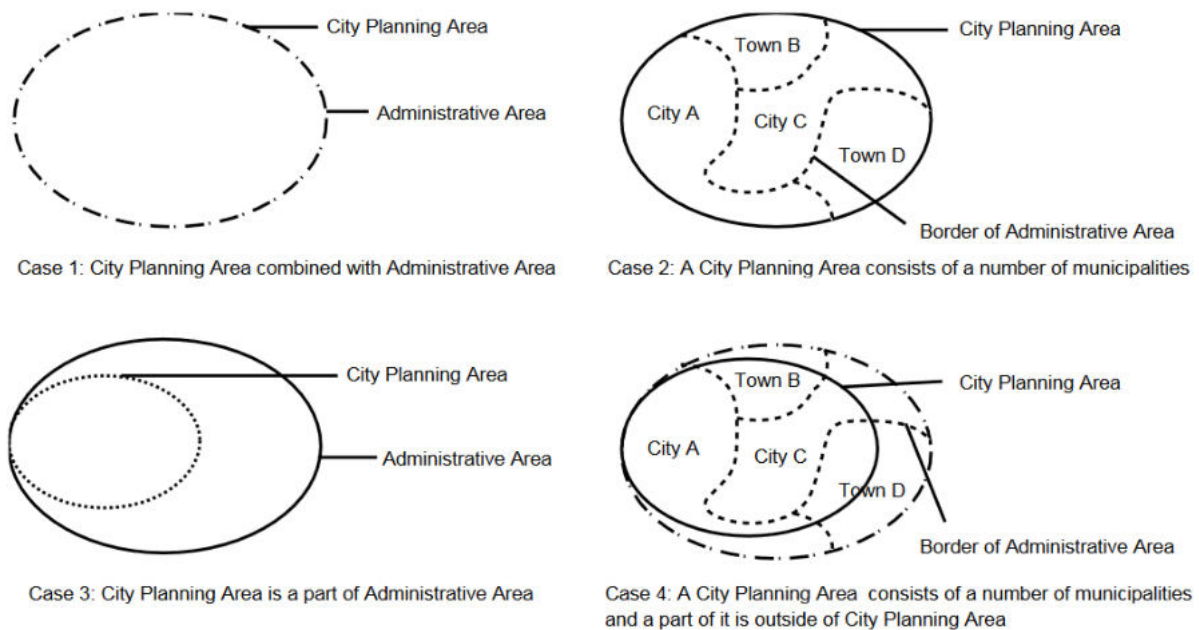 City Planning Area
Administrative Area
Case 1: City Planning Area combined with Administrative Area
City Planning Area
Town B
City A
City C
Town D
Border of Administrative Area
Case 2: A City Planning Area consists of a number of municipalities
City Planning Area
Administrative Area
Case 3: City Planning Area is a part of Administrative Area
City Planning Area
Town B
City A
City C
Town D
Border of Administrative Area
Case 4: A City Planning Area consists of a number of municipalities
and a part of it is outside of City Planning Area